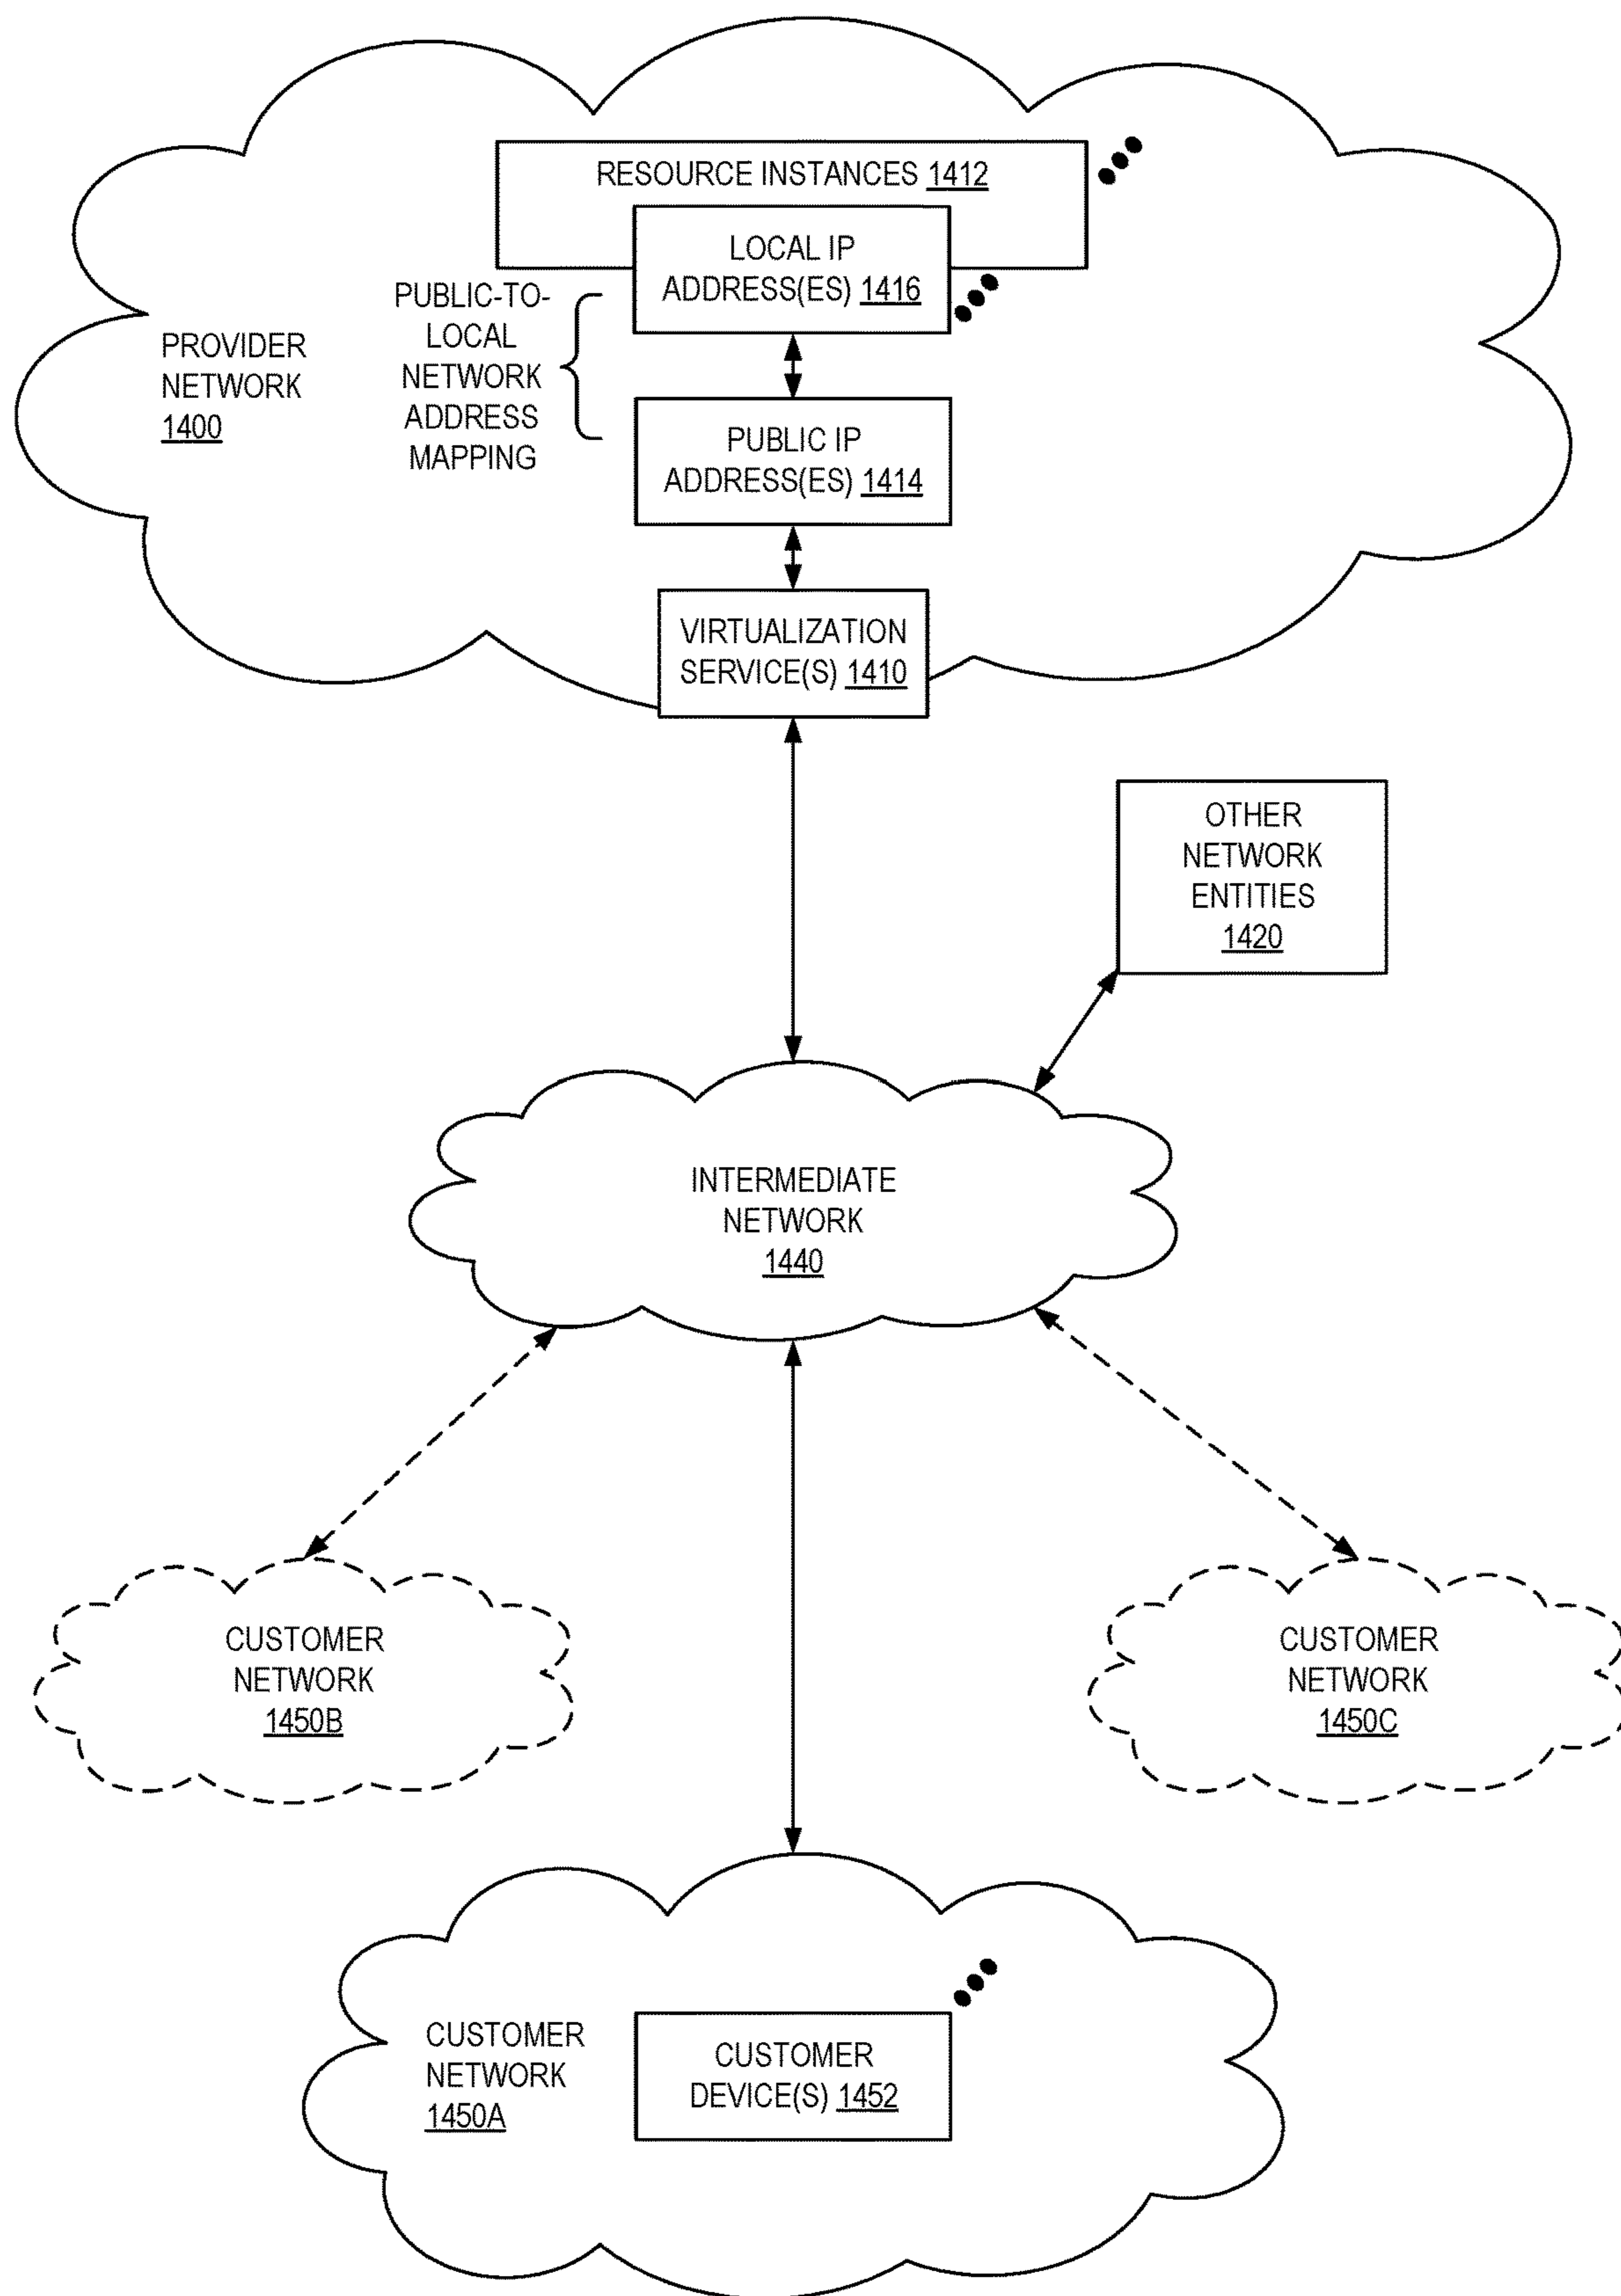 RESOURCE INSTANCES 1412
LOCAL IP
ADDRESS(ES) 1416
PUBLIC-TO-
LOCAL
NETWORK
ADDRESS
MAPPING
PROVIDER
NETWORK
1400
PUBLIC IP
ADDRESS(ES) 1414
VIRTUALIZATION
SERVICE(S) 1410
OTHER
NETWORK
ENTITIES
1420
INTERMEDIATE
NETWORK
1440
CUSTOMER
NETWORK
1450B
CUSTOMER
NETWORK
1450C
CUSTOMER
NETWORK
1450A
CUSTOMER
DEVICE(S) 1452